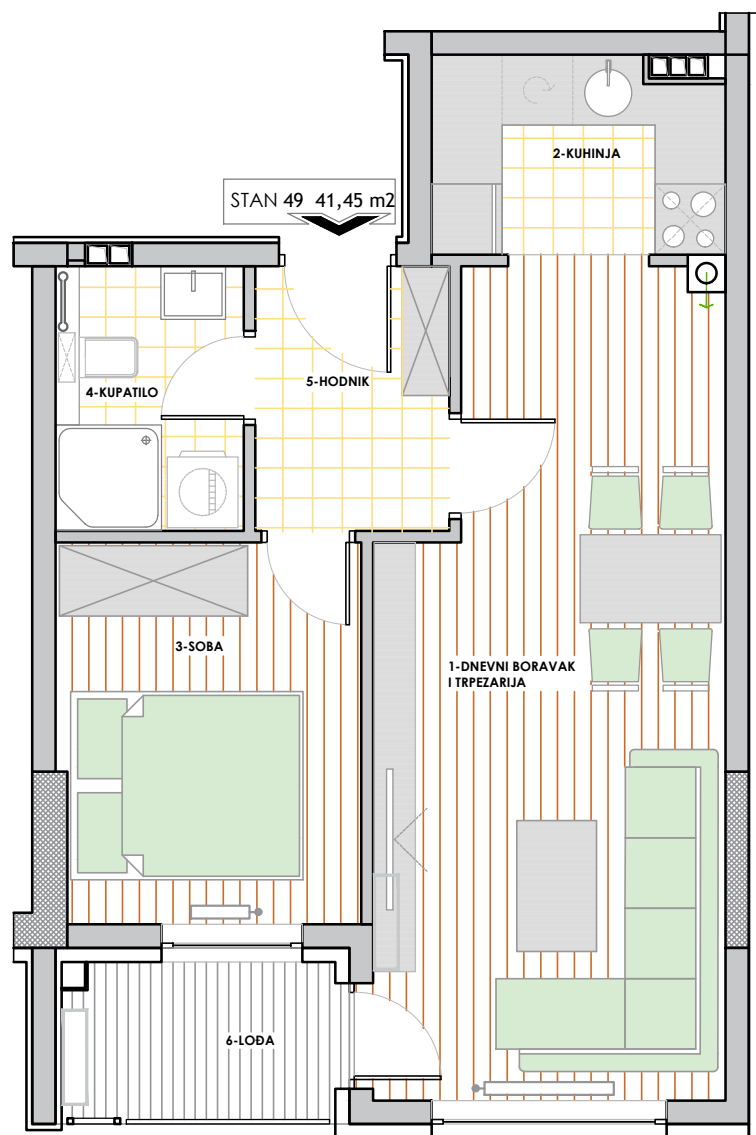 2-KUHINJA
STAN 49 41,45 m2
4-KUPATILO
5-HODNIK
3-SOBA
1-DNEVNI BORAVAK
I TRPEZARIJA
6-LOĐA